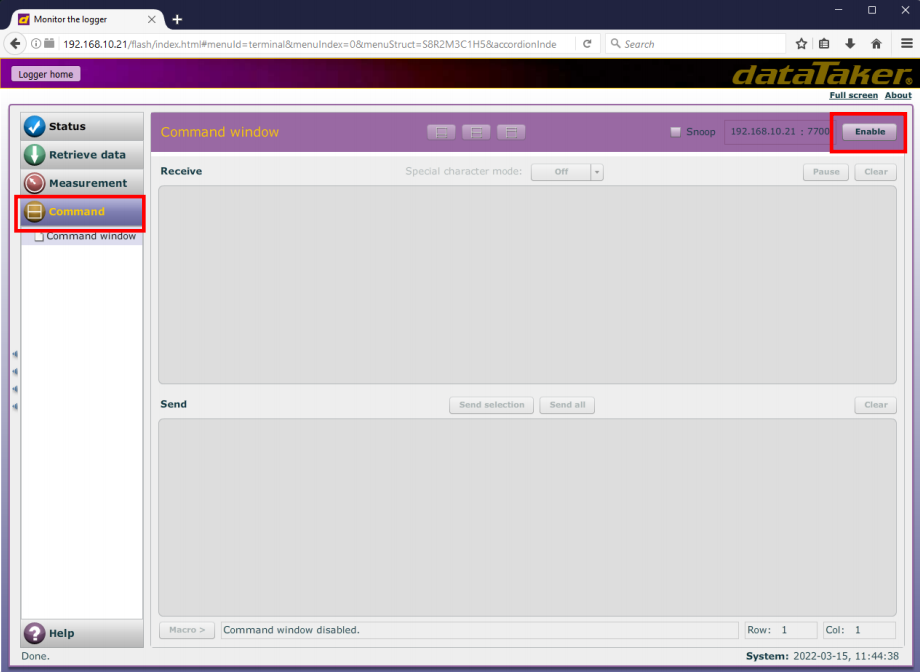 Monitor the logger
192.168.10.21/flash/index.html#menuId=terminal&menuIndex=0&menuStruct=S8R2M3C1H5&accordionInde
Search
Logger home
dataTaker®
Full screen About
Status
Retrieve data
Measurement
Command
Command window
Help
Command window
Snoop
192.168.10.21 : 7700
Enable
Receive
Special character mode:
Off
Pause
Clear
Send
Send selection
Send all
Clear
Macro >
Command window disabled.
Row: 1
Col: 1
Done.
System: 2022-03-15, 11:44:38